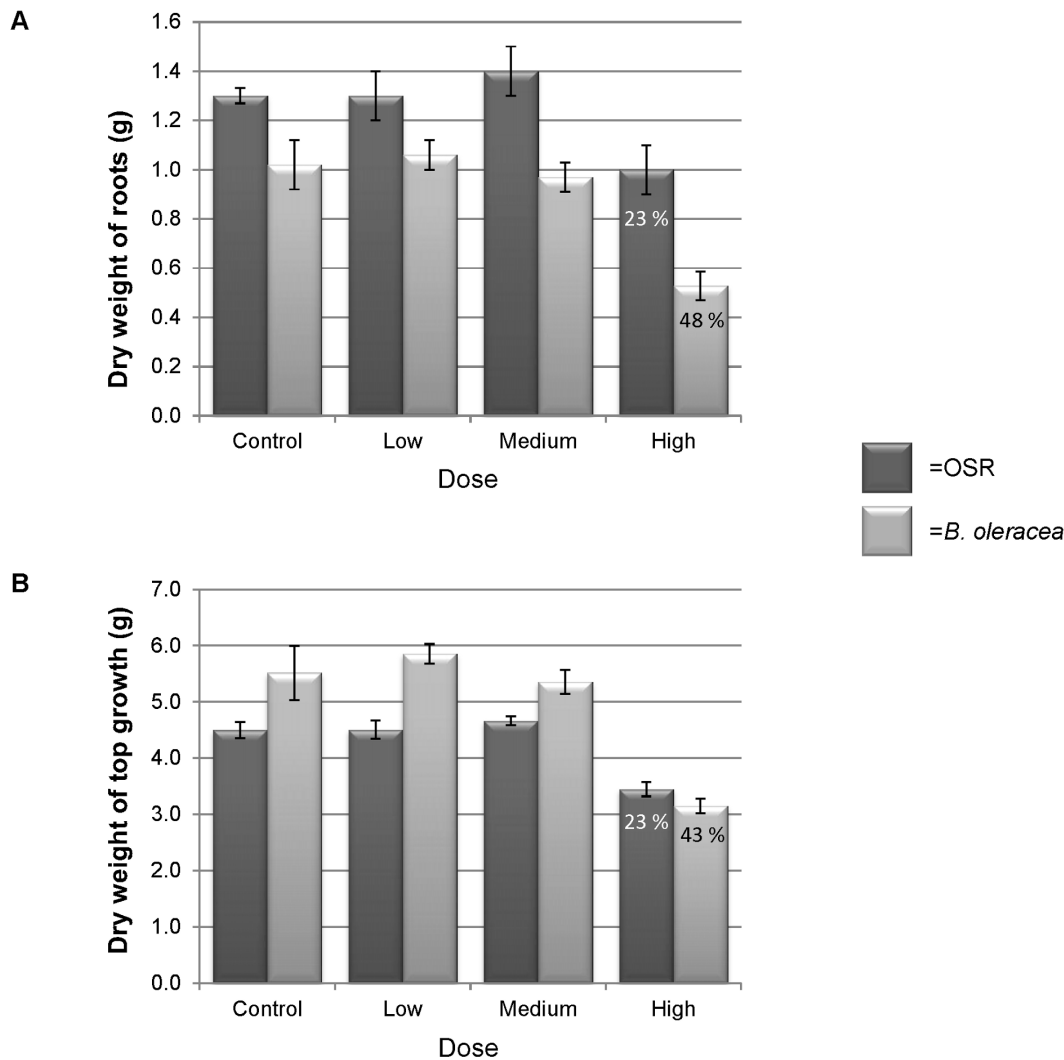 A
Dry weight of roots (g)
1.6
1.4
1.2
1.0
0.8
0.6
0.4
0.2
0.0
23 %
48 %
Control Low Medium High
Dose
=OSR
=B. oleracea
B
Dry weight of top growth (g)
7.0
6.0
5.0
4.0
3.0
2.0
1.0
0.0
23 %
43 %
Control Low Medium High
Dose